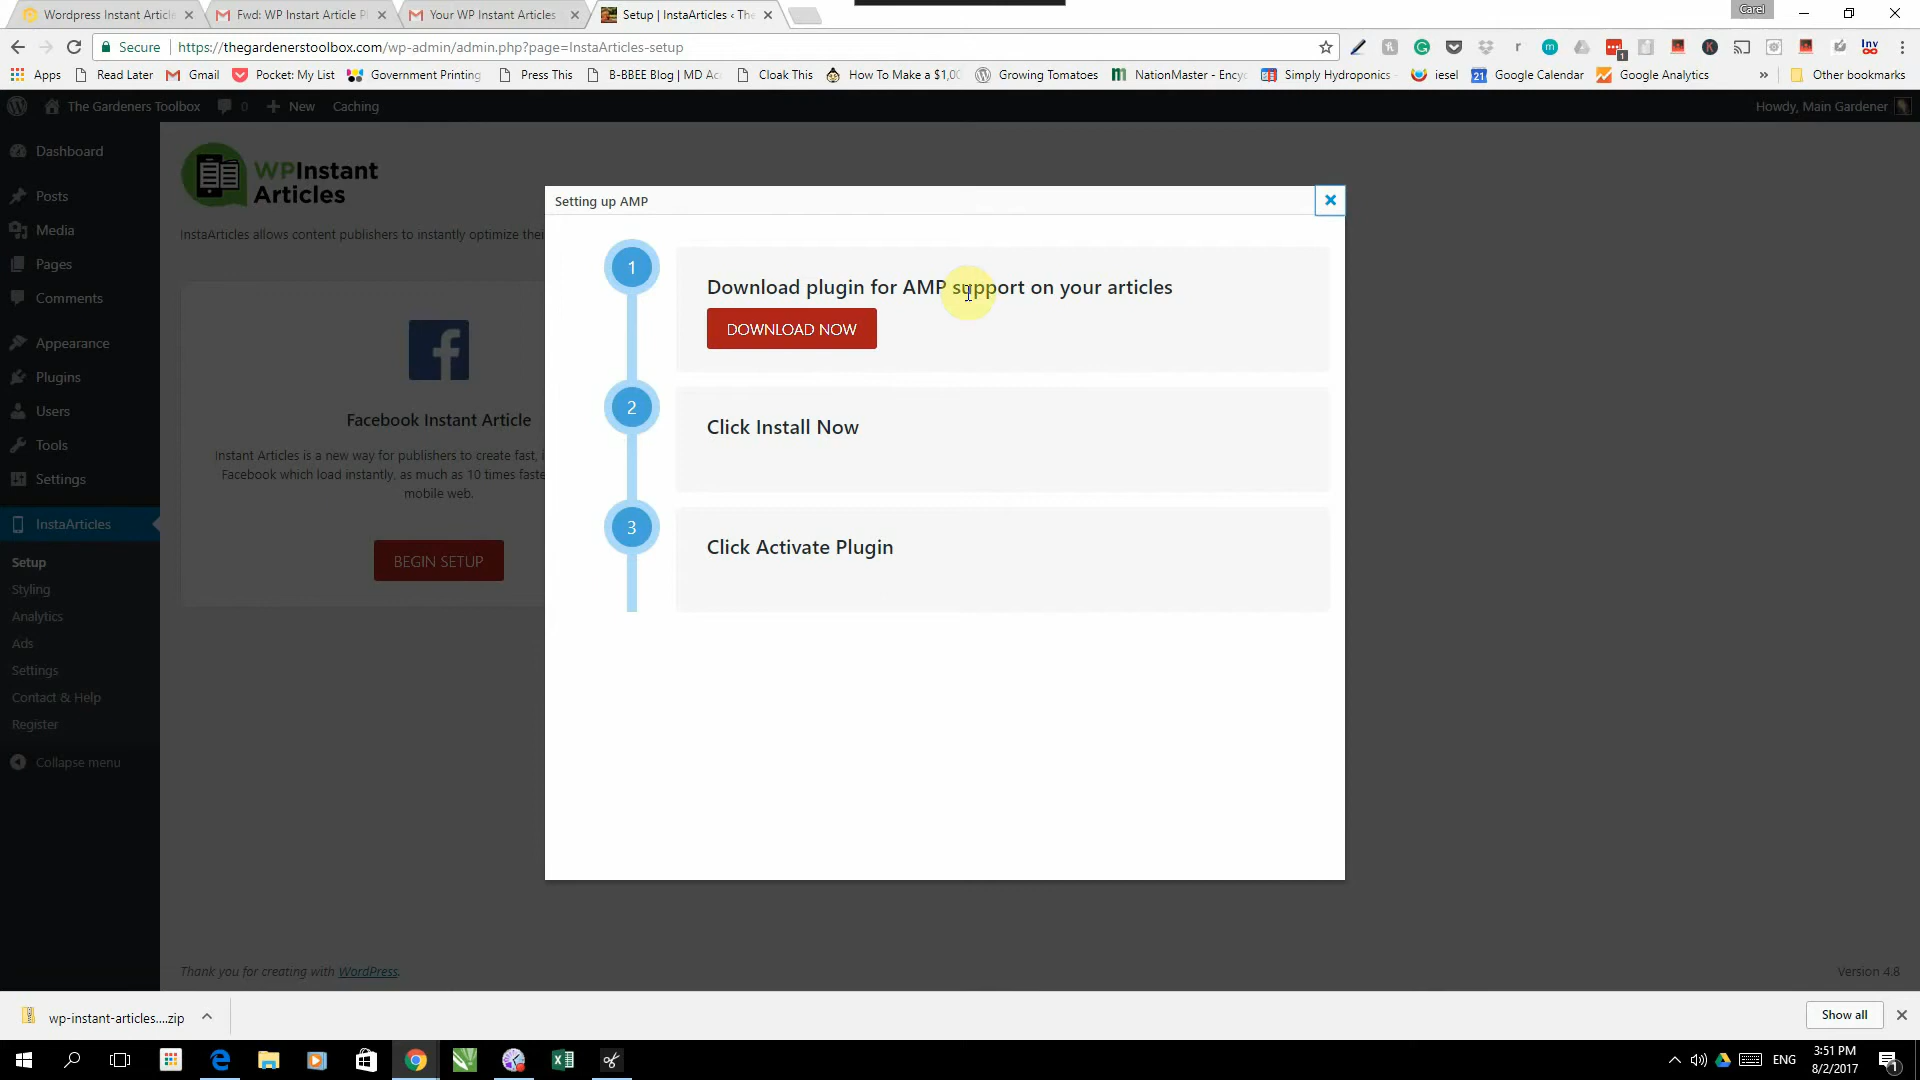 Wordpress Instant Article
Fwd: WP Instart Article P
Your WP Instant Articles
Setup | InstaArticles ‹ The
Carel
Secure
https://thegardenerstoolbox.com/wp-admin/admin.php?page=InstaArticles-setup
Apps
Read Later
Gmail
Pocket: My List
Government Printing
Press This
B-BBEE Blog | MD Ac
Cloak This
How To Make a $1,00
Growing Tomatoes
NationMaster - Ency
Simply Hydroponics -
iesel
Google Calendar
Google Analytics
»
Other bookmarks
The Gardeners Toolbox
0
New
Caching
Howdy, Main Gardener
Dashboard
Posts
Media
Pages
Comments
Appearance
Plugins
Users
Tools
Settings
InstaArticles
Setup
Styling
Analytics
Ads
Settings
Contact & Help
Register
Collapse menu
WPInstant
Articles
InstaArticles allows content publishers to instantly optimize thei
Facebook Instant Article
Instant Articles is a new way for publishers to create fast, i
Facebook which load instantly, as much as 10 times faste
mobile web.
BEGIN SETUP
Setting up AMP
1
Download plugin for AMP support on your articles
DOWNLOAD NOW
2
Click Install Now
3
Click Activate Plugin
Thank you for creating with WordPress.
Version 4.8
wp-instant-articles....zip
Show all
ENG
3:51 PM
8/2/2017